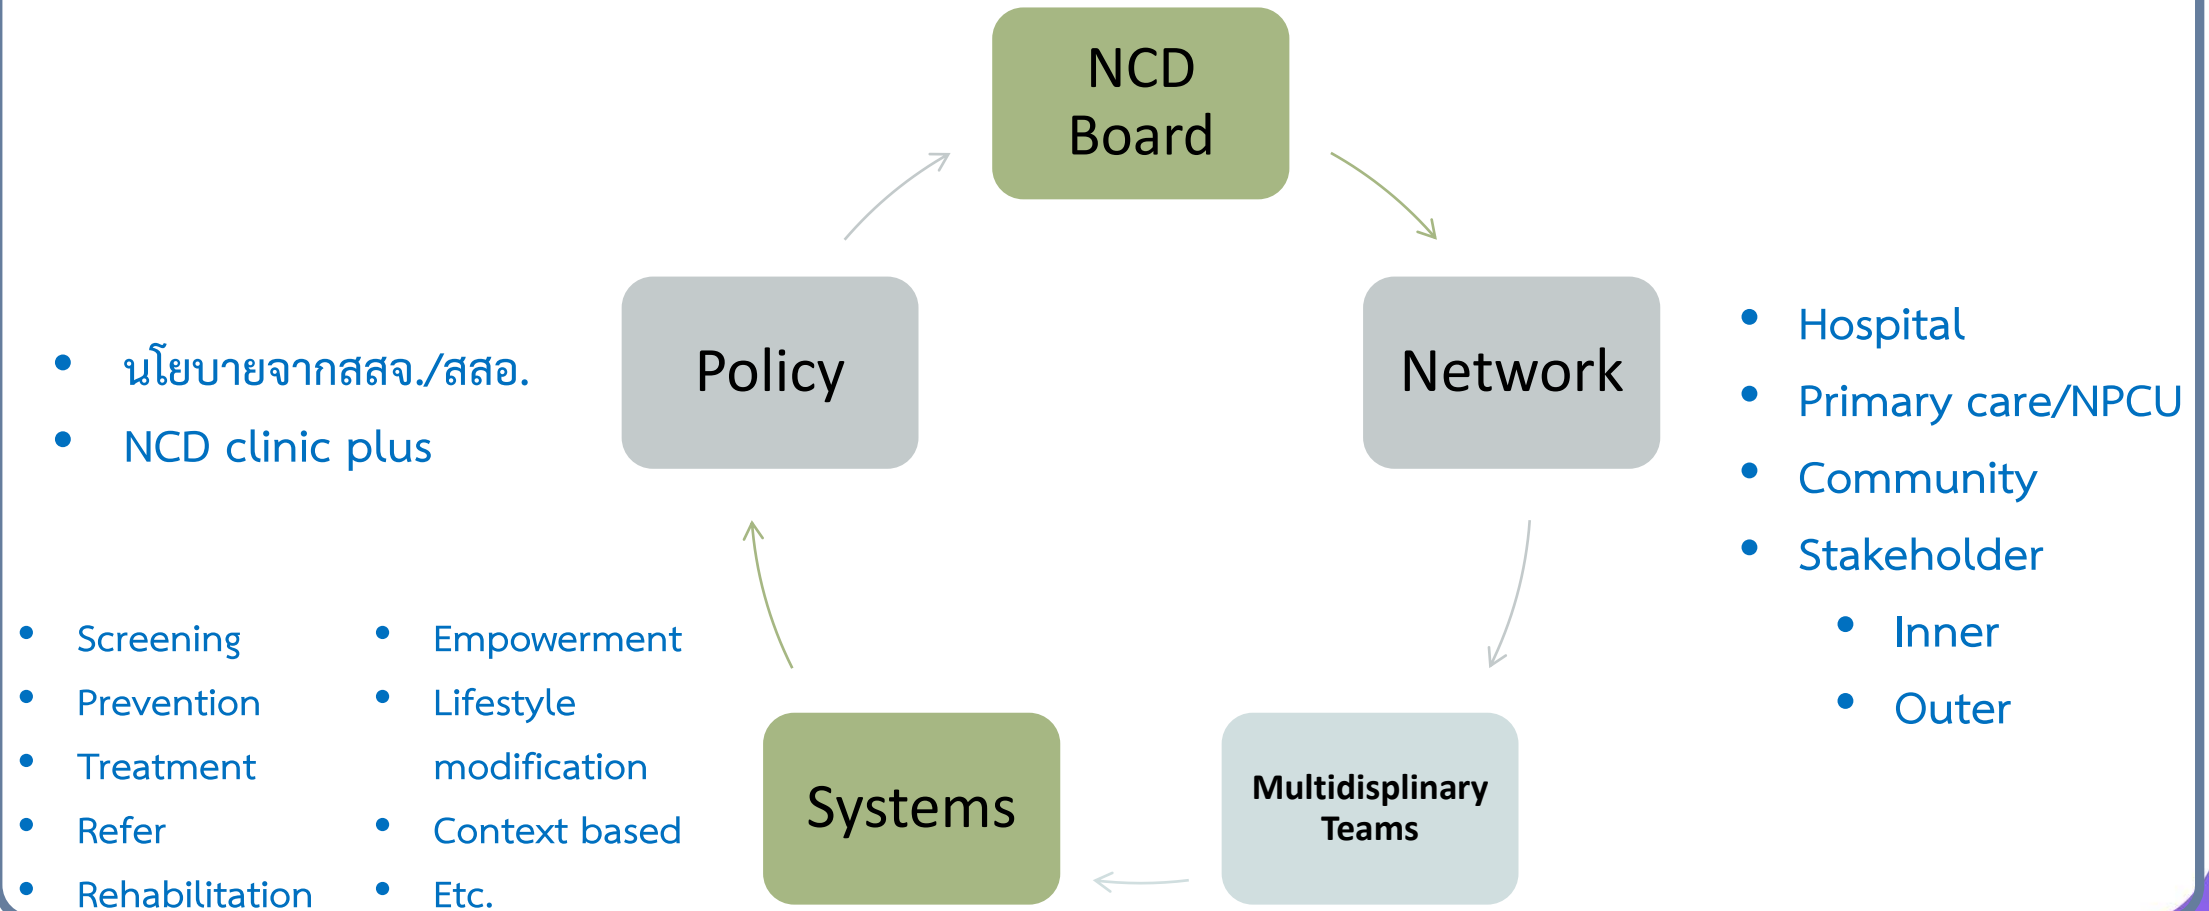 NCD
Board
Policy
Network
• นโยบายจากสสจ./สสอ.
• NCD clinic plus
• Hospital
• Primary care/NPCU
• Community
• Stakeholder
• Inner
• Outer
• Screening
• Prevention
• Treatment
• Refer
• Rehabilitation
• Empowerment
• Lifestyle
modification
• Context based
• Etc.
Systems
Multidisplinary
Teams